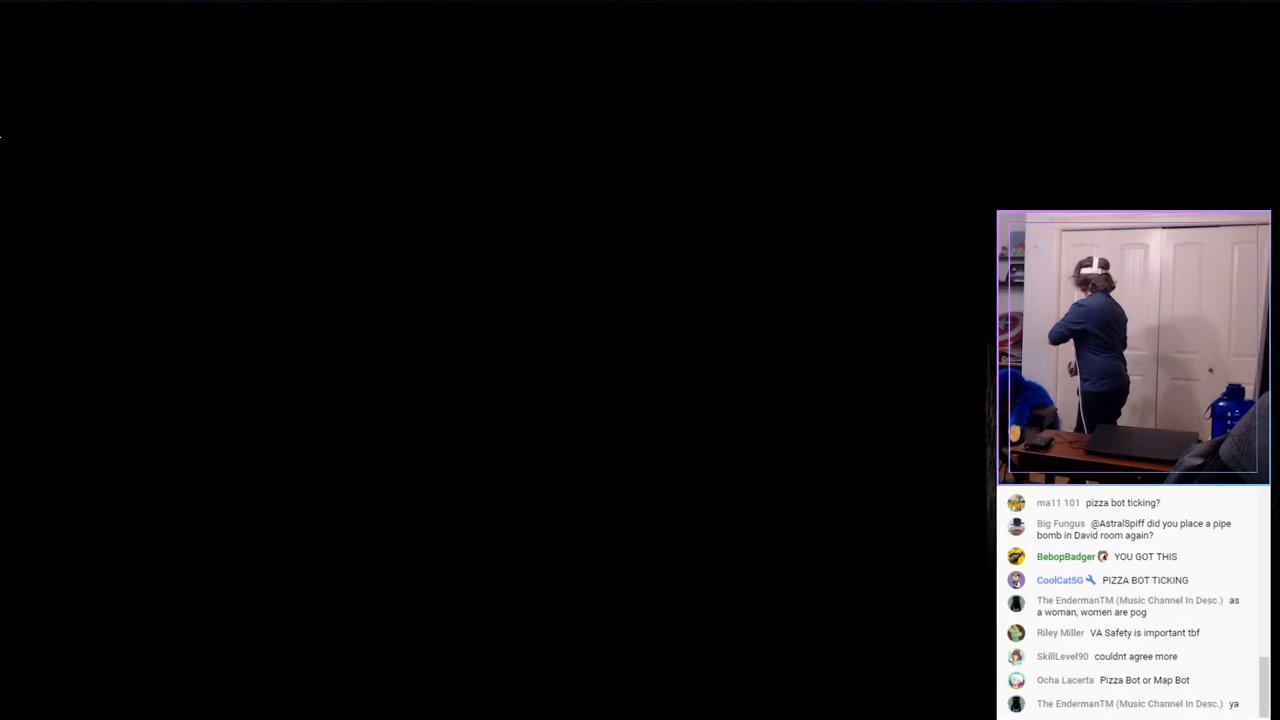 ma11 101 pizza bot ticking?
Big Fungus @AstralSpiff did you place a pipe
bomb in David room again?
BebopBadger YOU GOT THIS
CoolCatSG PIZZA BOT TICKING
The EndermanTM (Music Channel In Desc.) as
a woman, women are pog
Riley Miller VA Safety is important tbf
SkillLevel90 couldnt agree more
Ocha Lacerta Pizza Bot or Map Bot
The EndermanTM (Music Channel In Desc.) ya